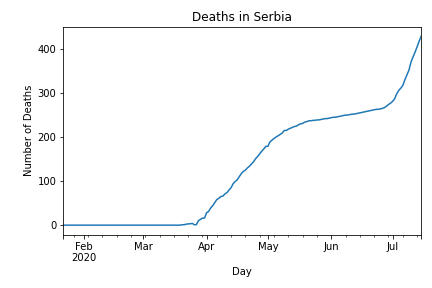 Deaths in Serbia
Number of Deaths
400
300
200
100
0
Feb
2020
Mar
Apr
May
Jun
Jul
Day